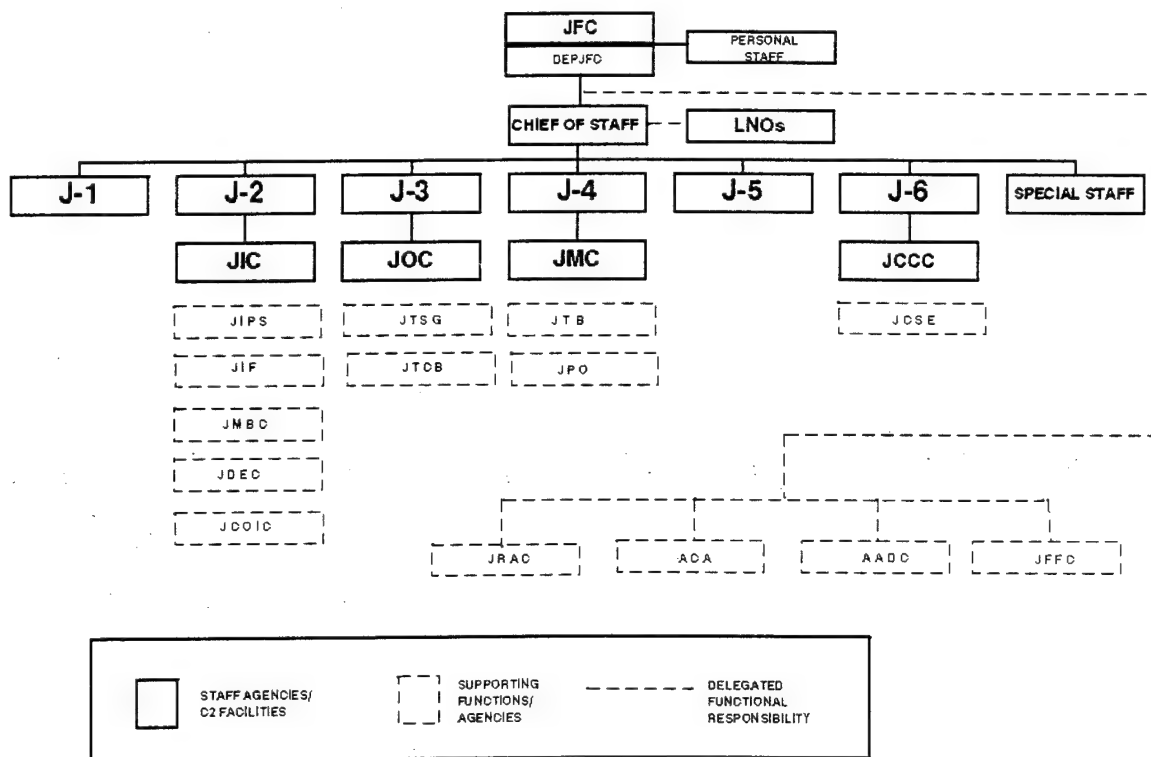 JFC
DEPJFC
PERSONAL
STAFF
CHIEF OF STAFF
LNOs
J-1
J-2
J-3
J-4
J-5
J-6
SPECIAL STAFF
JIC
JOC
JMC
JCCC
JIPS
JTSG
JTB
JCSE
JIF
JTCB
JPO
JMBC
JDEC
JCOIC
JRAC
ACA
AADC
JFFC
STAFF AGENCIES/
C2 FACILITIES
SUPPORTING
FUNCTIONS/
AGENCIES
DELEGATED
FUNCTIONAL
RESPONSIBILITY